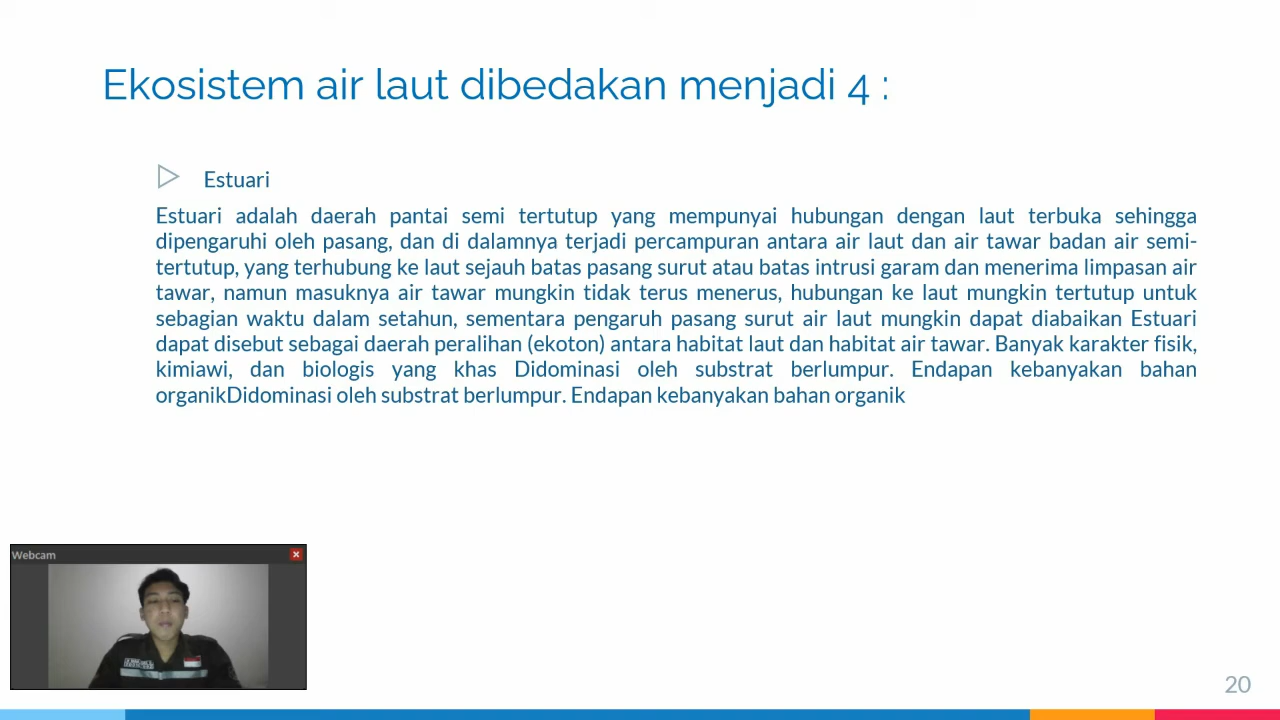 Ekosistem air laut dibedakan menjadi 4 :
Estuari
Estuari adalah daerah pantai semi tertutup yang mempunyai hubungan dengan laut terbuka sehingga
dipengaruhi oleh pasang, dan di dalamnya terjadi percampuran antara air laut dan air tawar badan air semi-
tertutup, yang terhubung ke laut sejauh batas pasang surut atau batas intrusi garam dan menerima limpasan air
tawar, namun masuknya air tawar mungkin tidak terus menerus, hubungan ke laut mungkin tertutup untuk
sebagian waktu dalam setahun, sementara pengaruh pasang surut air laut mungkin dapat diabaikan Estuari
dapat disebut sebagai daerah peralihan (ekoton) antara habitat laut dan habitat air tawar. Banyak karakter fisik,
kimiawi, dan biologis yang khas Didominasi oleh substrat berlumpur. Endapan kebanyakan bahan
organikDidominasi oleh substrat berlumpur. Endapan kebanyakan bahan organik
Webcam
20